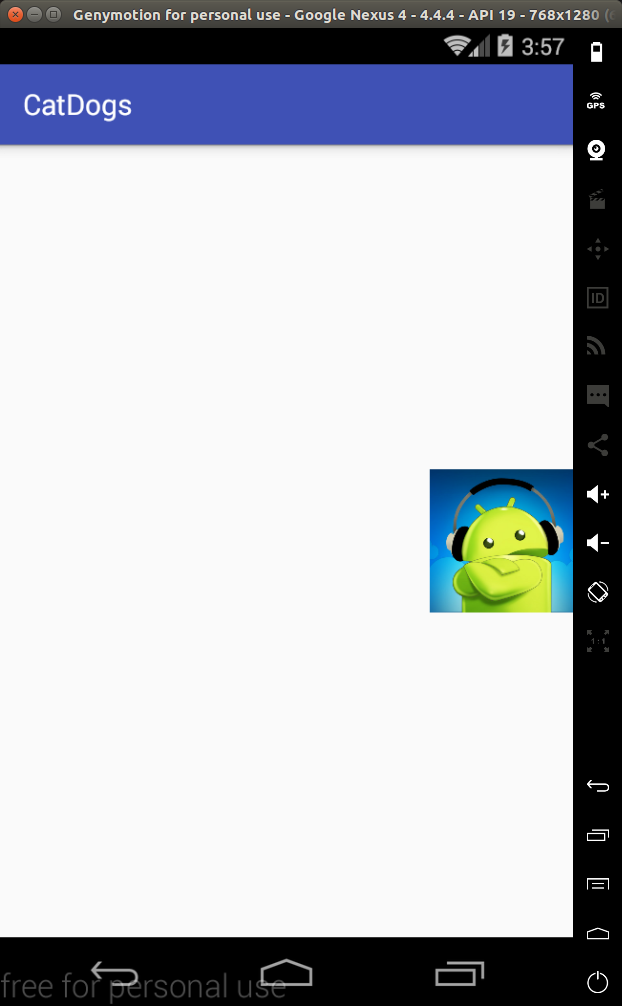 Genymotion for personal use - Google Nexus 4 - 4.4.4 - API 19 - 768x1280 (
3:57
CatDogs
GPS
ID
1:1
free for personal use